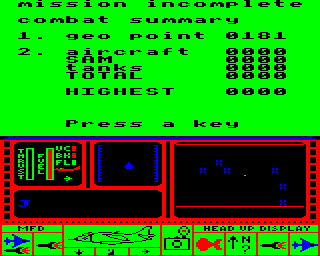 mission incomplete
combat summary
1. geo point 0181
2. aircraft 0000
SAM 0000
tanks 0000
TOTAL 0000
HIGHEST 0000
Press a key
THRUST
FUEL
VC
BK
FL
J
MFD
HEAD UP DISPLAY
N
?